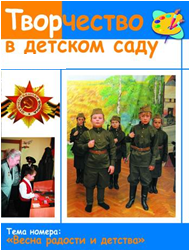 Творчество
в детском саду
Тема номера:
«Весна радости и детства»